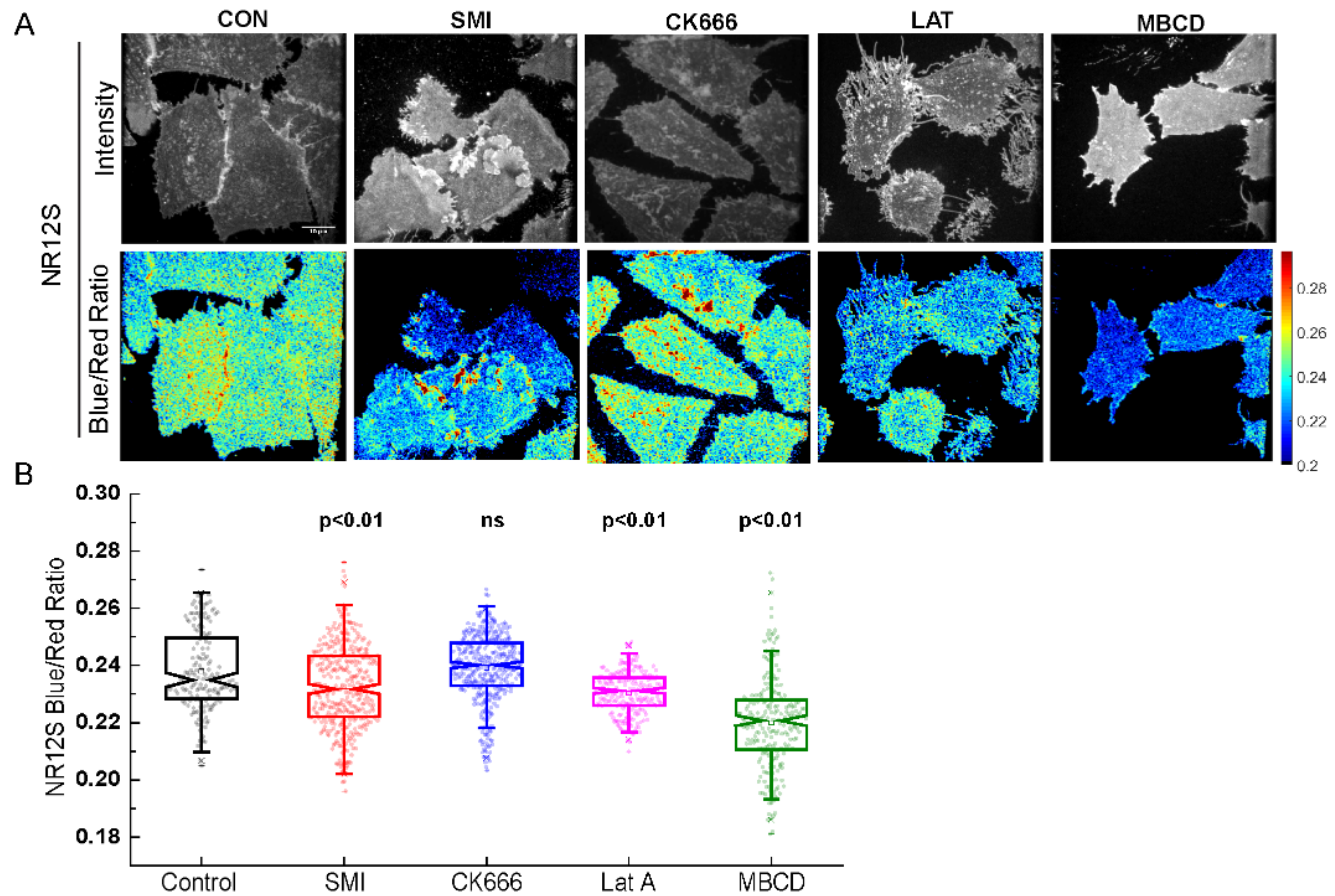 A
CON SMI CK666 LAT MBCD
NR12S
Intensity
Blue/Red Ratio
0.28
0.26
0.24
0.22
0.2
B
NR12S Blue/Red Ratio
0.30
0.28
0.26
0.24
0.22
0.20
0.18
p<0.01 ns p<0.01 p<0.01
Control SMI CK666 Lat A MBCD